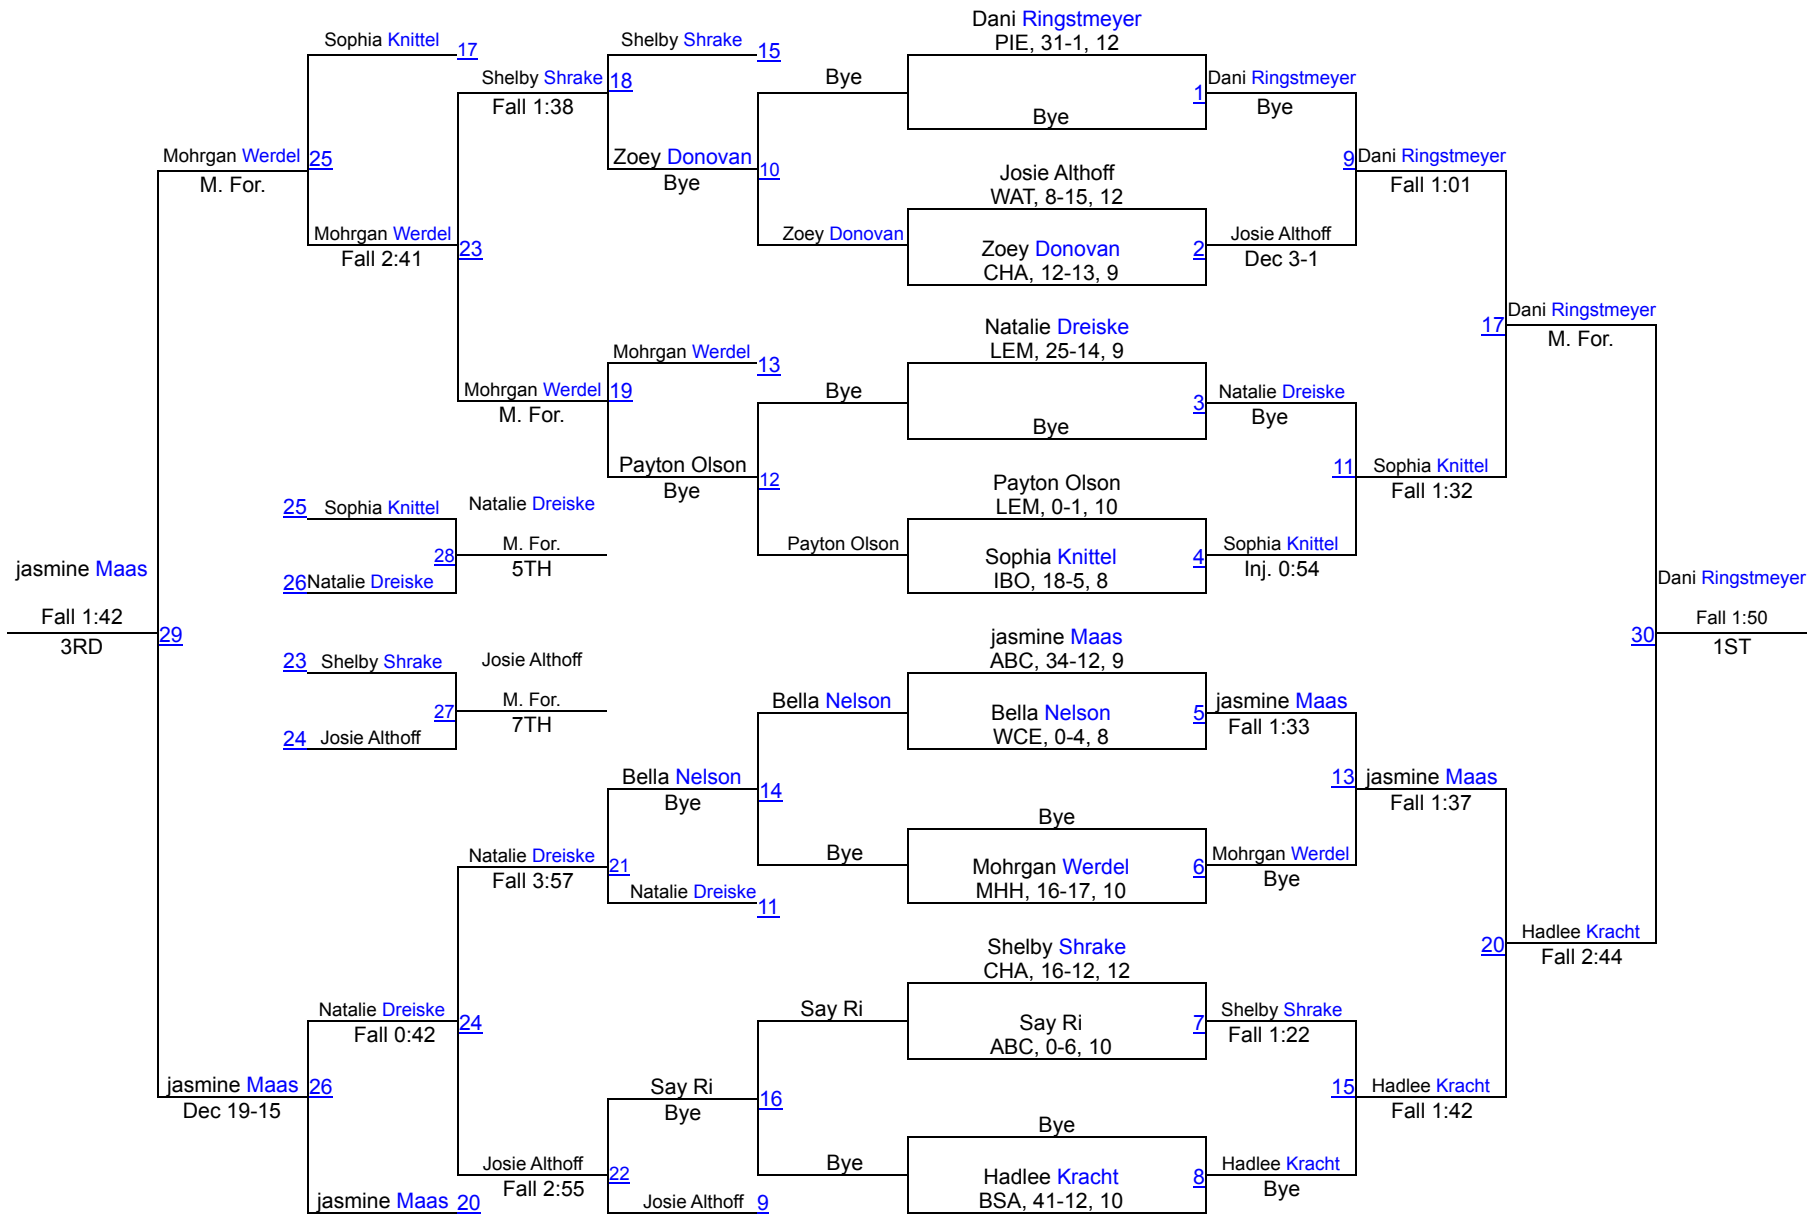 Dani Ringstmeyer
PIE, 31-1, 12
Bye
Josie Althoff
WAT, 8-15, 12
Zoey Donovan
CHA, 12-13, 9
Natalie Dreiske
LEM, 25-14, 9
Bye
Payton Olson
LEM, 0-1, 10
Sophia Knittel
IBO, 18-5, 8
jasmine Maas
ABC, 34-12, 9
Bella Nelson
WCE, 0-4, 8
Bye
Mohrgan Werdel
MHH, 16-17, 10
Shelby Shrake
CHA, 16-12, 12
Say Ri
ABC, 0-6, 10
Bye
Hadlee Kracht
BSA, 41-12, 10
1
Dani Ringstmeyer
Bye
2
Josie Althoff
Dec 3-1
3
Natalie Dreiske
Bye
4
Sophia Knittel
Inj. 0:54
5
jasmine Maas
Fall 1:33
6
Mohrgan Werdel
Bye
7
Shelby Shrake
Fall 1:22
8
Hadlee Kracht
Bye
9
Dani Ringstmeyer
Fall 1:01
11
Sophia Knittel
Fall 1:32
13
jasmine Maas
Fall 1:37
15
Hadlee Kracht
Fall 1:42
17
Dani Ringstmeyer
M. For.
20
Hadlee Kracht
Fall 2:44
Dani Ringstmeyer
30
Fall 1:50
1ST
Bye
Zoey Donovan
Bye
Payton Olson
Bella Nelson
Bye
Say Ri
Bye
Shelby Shrake 15
Zoey Donovan 10
Bye
Mohrgan Werdel 13
Payton Olson 12
Bye
Bella Nelson 14
Bye
Natalie Dreiske 11
Say Ri 16
Bye
Josie Althoff 9
Shelby Shrake 18
Fall 1:38
Mohrgan Werdel 19
M. For.
Natalie Dreiske 21
Fall 3:57
Josie Althoff 22
Fall 2:55
Sophia Knittel 17
Mohrgan Werdel 23
Fall 2:41
Natalie Dreiske 24
Fall 0:42
jasmine Maas 20
Mohrgan Werdel 25
M. For.
jasmine Maas 26
Dec 19-15
jasmine Maas
Fall 1:42
29
3RD
25 Sophia Knittel
26 Natalie Dreiske
28
Natalie Dreiske
M. For.
5TH
23 Shelby Shrake
24 Josie Althoff
27
Josie Althoff
M. For.
7TH